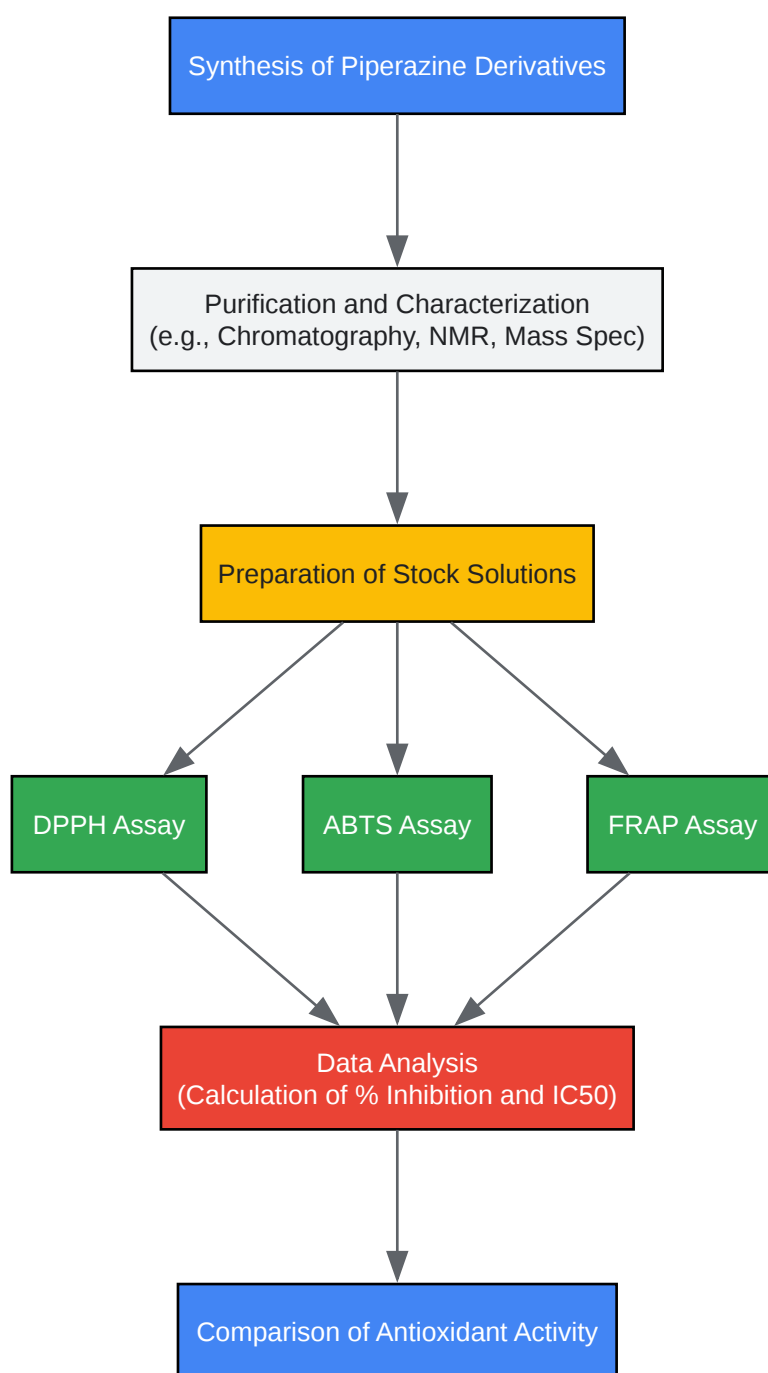 Synthesis of Piperazine Derivatives
Purification and Characterization
(e.g., Chromatography, NMR, Mass Spec)
Preparation of Stock Solutions
DPPH Assay
ABTS Assay
FRAP Assay
Data Analysis
(Calculation of % Inhibition and IC50)
Comparison of Antioxidant Activity